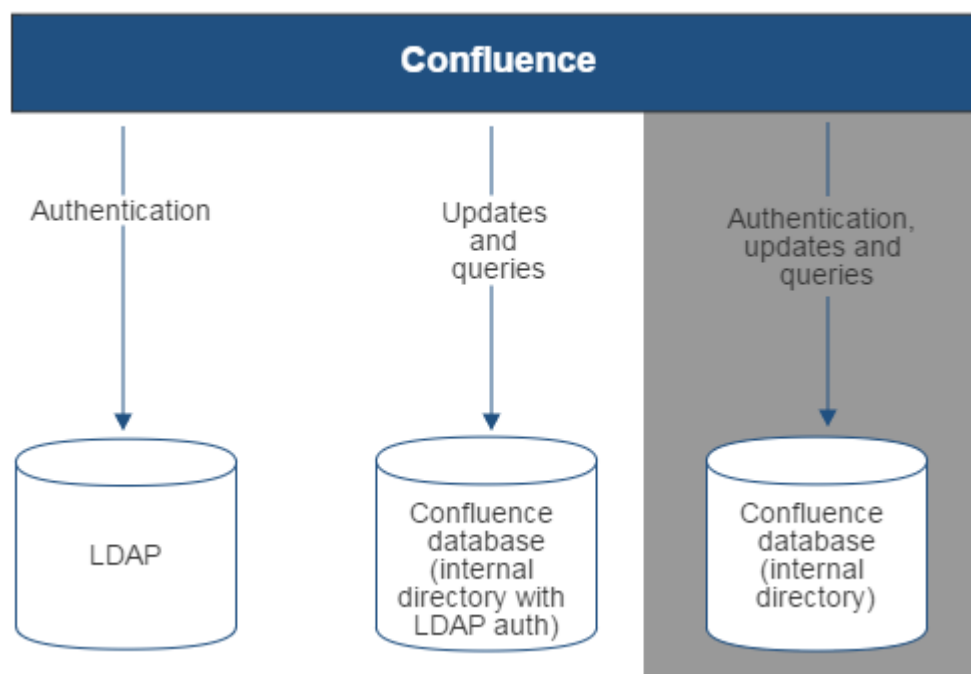 Confluence
Authentication
Updates
and
queries
Authentication,
updates and
queries
LDAP
Confluence
database
(internal
directory with
LDAP auth)
Confluence
database
(internal
directory)